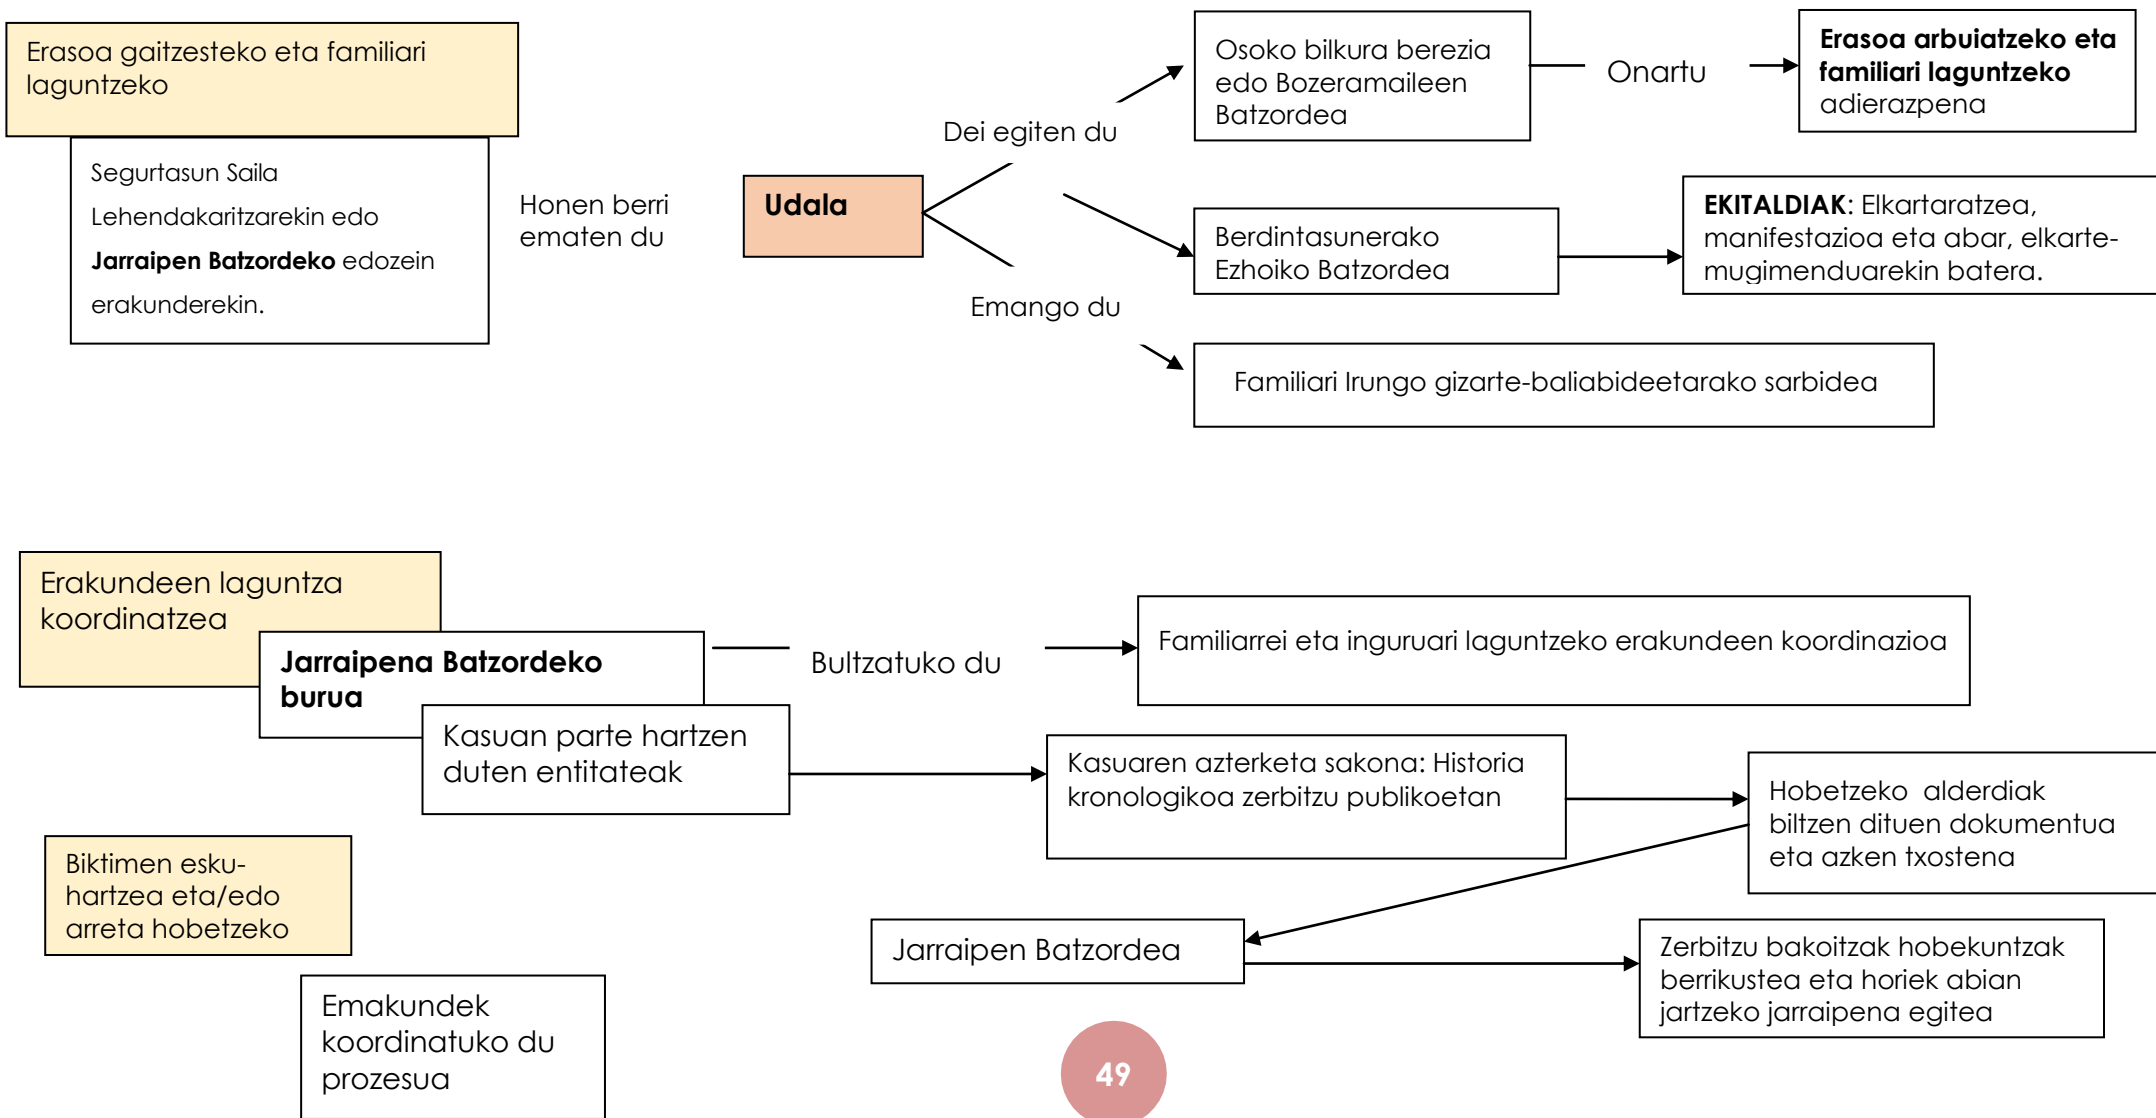 Erasoa gaitzesteko eta familiari
laguntzeko
Segurtasun Saila
Lehendakaritzarekin edo
Jarraipen Batzordeko edozein
erakunderekin.
Honen berri
ematen du
Udala
Dei egiten du
Emango du
Osoko bilkura berezia
edo Bozeramaileen
Batzordea
Onartu
Erasoa arbuiatzeko eta
familiari laguntzeko
adierazpena
Berdintasunerako
Ezhoiko Batzordea
EKITALDIAK: Elkartaratzea,
manifestazioa eta abar, elkarte-
mugimenduarekin batera.
Familiari Irungo gizarte-baliabideetarako sarbidea
Erakundeen laguntza
koordinatzea
Jarraipena Batzordeko
burua
Bultzatuko du
Familiarrei eta inguruari laguntzeko erakundeen koordinazioa
Kasuan parte hartzen
duten entitateak
Kasuaren azterketa sakona: Historia
kronologikoa zerbitzu publikoetan
Hobetzeko  alderdiak
biltzen dituen dokumentua
eta azken txostena
Biktimen esku-
hartzea eta/edo
arreta hobetzeko
Jarraipen Batzordea
Zerbitzu bakoitzak hobekuntzak
berrikustea eta horiek abian
jartzeko jarraipena egitea
Emakundek
koordinatuko du
prozesua
49